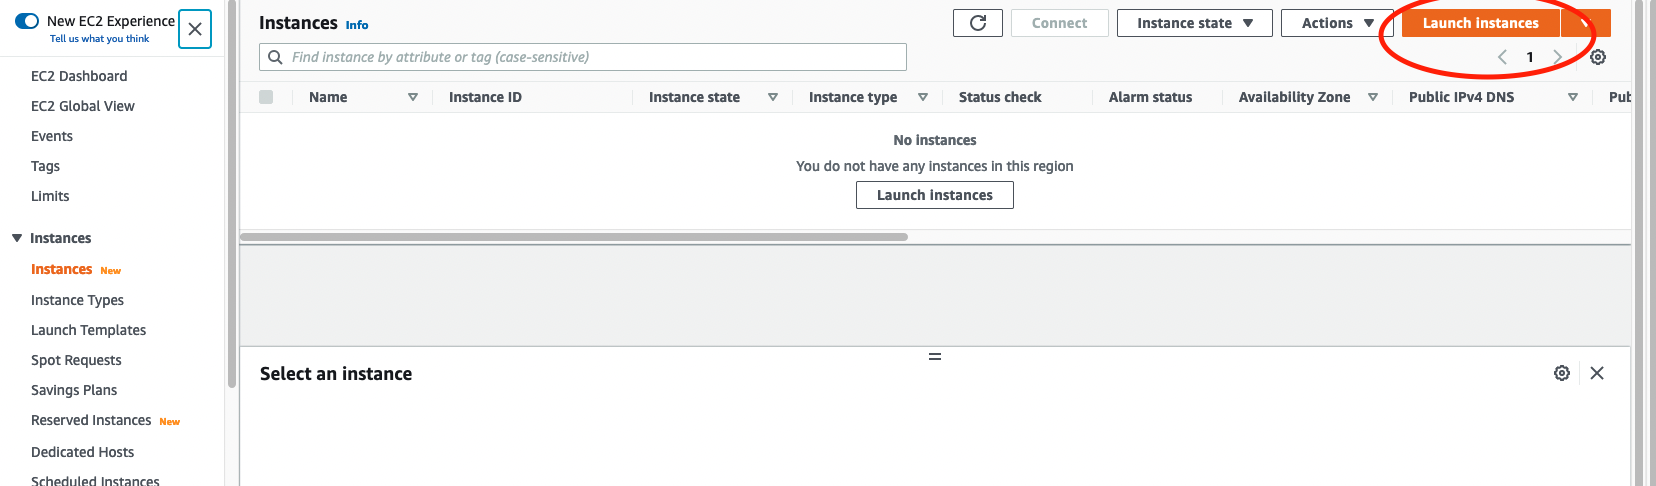 New EC2 Experience
Tell us what you think
EC2 Dashboard
EC2 Global View
Events
Tags
Limits
Instances
Instances New
Instance Types
Launch Templates
Spot Requests
Savings Plans
Reserved Instances New
Dedicated Hosts
Scheduled Instances
Instances Info
Connect
Instance state
Actions
Launch instances
Find instance by attribute or tag (case-sensitive)
1
Name Instance ID Instance state Instance type Status check Alarm status Availability Zone Public IPv4 DNS
No instances
You do not have any instances in this region
Launch instances
Select an instance